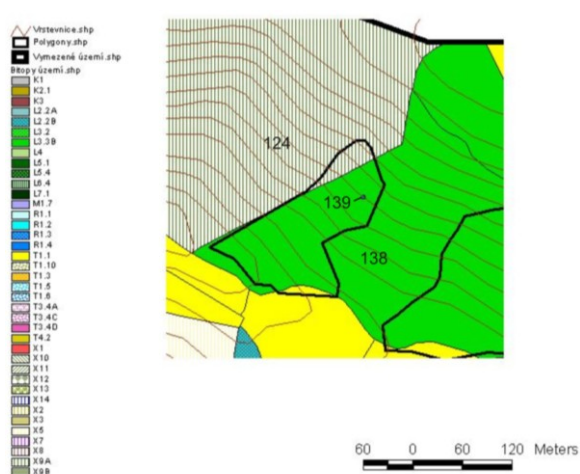 Vrstevnice.shp
Polygony.shp
Vymezené území.shp
Bitopy území.shp
K1
K2.1
K3
L2.2A
L2.2B
L3.2
L3.3B
L4
L5.1
L5.4
L6.4
L7.1
M1.7
R1.1
R1.2
R1.3
R1.4
T1.1
T1.10
T1.3
T1.5
T1.6
T3.4A
T3.4C
T3.4D
T4.2
X1
X10
X11
X12
X13
X14
X2
X3
X5
X7
X8
X9A
X9B
124
139
138
60 0 60 120 Meters